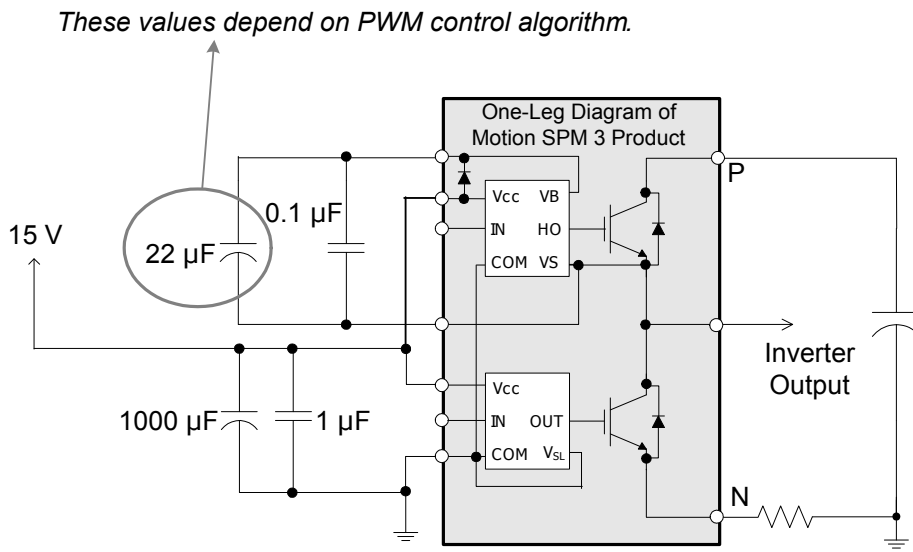 These values depend on PWM control algorithm.
One-Leg Diagram of
Motion SPM 3 Product
P
Vcc VB
0.1 µF
15 V
IN HO
22 µF
COM VS
Inverter
Output
Vcc
1000 µF
1 µF
IN OUT
COM VSL
N